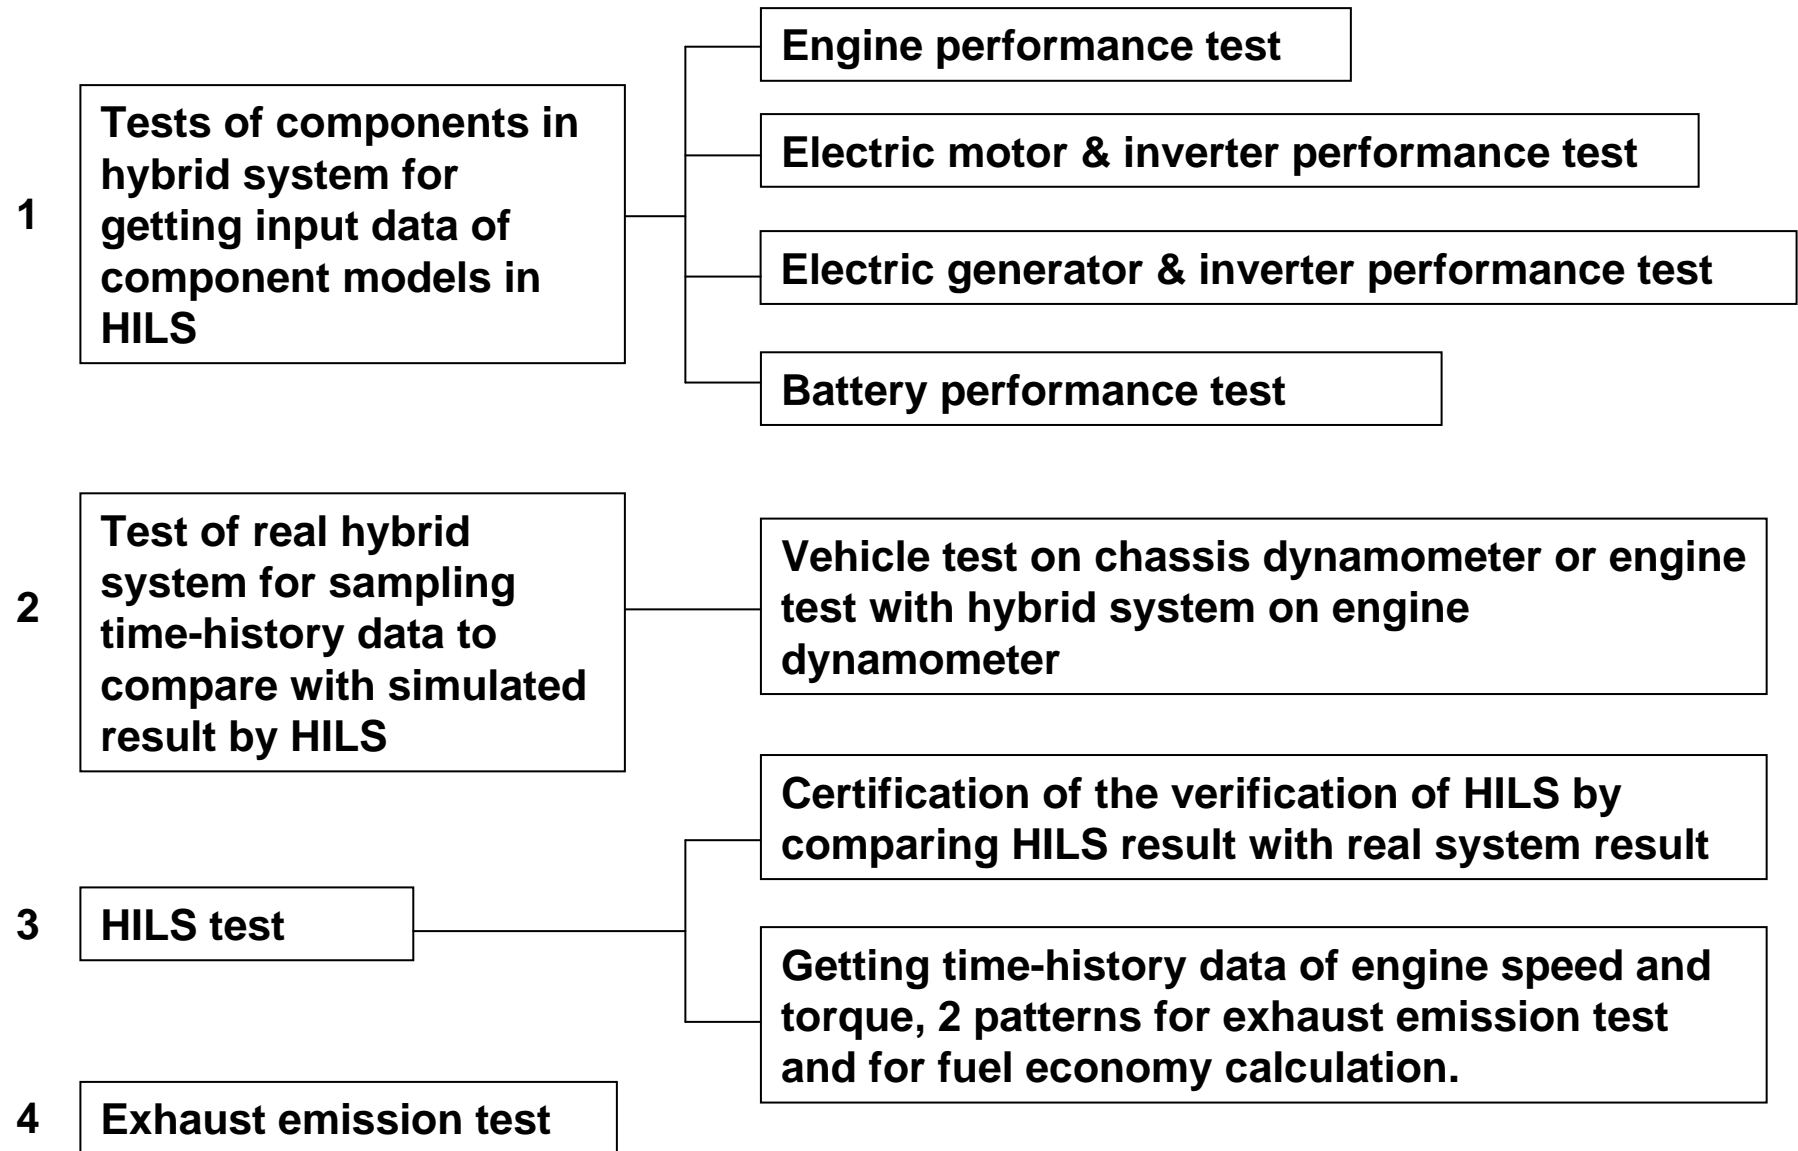 1
Tests of components in
hybrid system for
getting input data of
component models in
HILS
Engine performance test
Electric motor & inverter performance test
Electric generator & inverter performance test
Battery performance test
2
Test of real hybrid
system for sampling
time-history data to
compare with simulated
result by HILS
Vehicle test on chassis dynamometer or engine
test with hybrid system on engine
dynamometer
3
HILS test
Certification of the verification of HILS by
comparing HILS result with real system result
Getting time-history data of engine speed and
torque, 2 patterns for exhaust emission test
and for fuel economy calculation.
4
Exhaust emission test